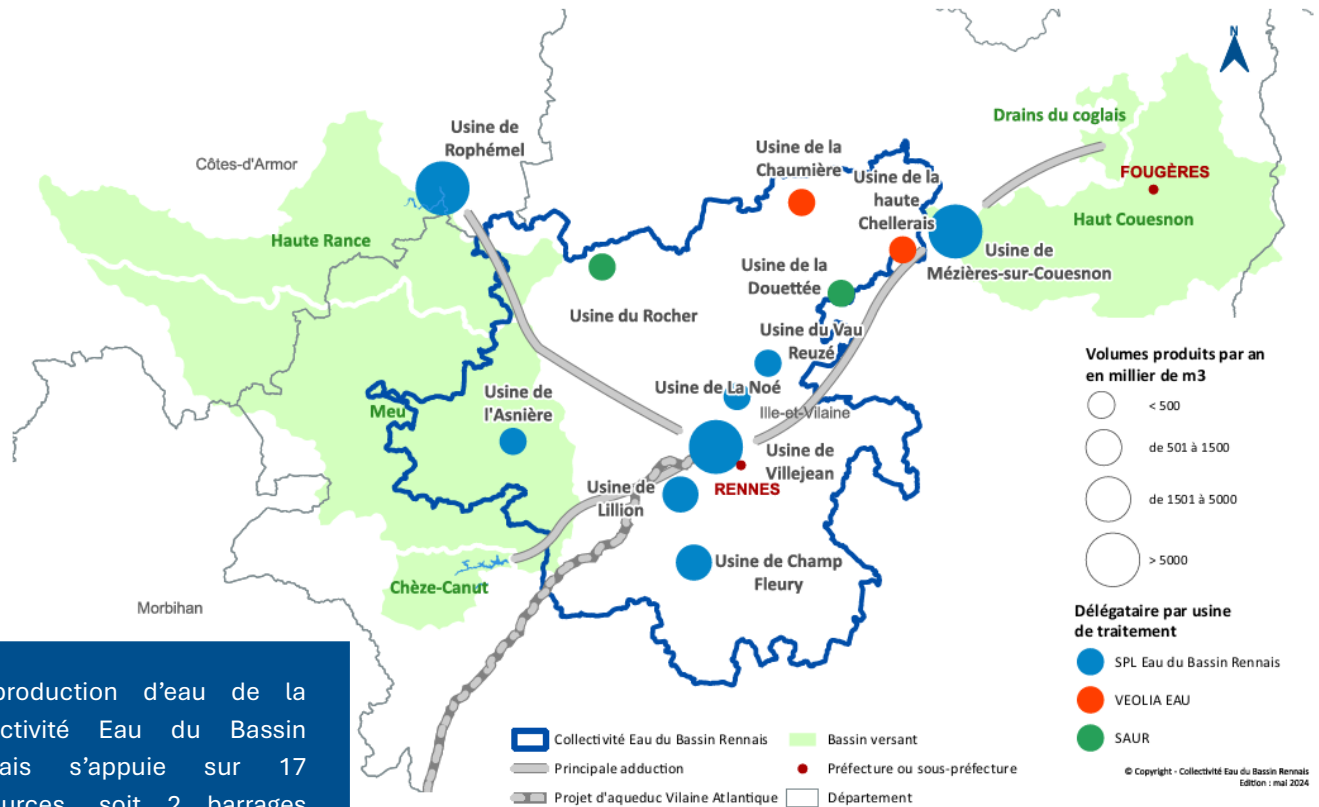 N
Drains du coglais
Usine de
Rophémel
Côtes-d'Armor
Usine de la
Chaumière
Usine de la
haute
Chellerais
FOUGÈRES
Haut Couesnon
Haute Rance
Usine de
Mézières-sur-Couesnon
Usine de la
Douettée
Usine du Rocher
Usine du Vau
Reuzé
Usine de La Noé
Ille-et-Vilaine
Usine de
l'Asnière
Meu
Usine de
Villejean
RENNES
Usine de
Lillion
Usine de Champ
Fleury
Chèze-Canut
Morbihan
Volumes produits par an
en millier de m3
< 500
de 501 à 1500
de 1501 à 5000
> 5000
Délégataire par usine
de traitement
SPL Eau du Bassin Rennais
VEOLIA EAU
SAUR
production d’eau de la
ctivité Eau du Bassin
ais s’appuie sur 17
urces, soit 2 barrages
Collectivité Eau du Bassin Rennais
Principale adduction
Projet d'aqueduc Vilaine Atlantique
Bassin versant
Préfecture ou sous-préfecture
Département
© Copyright - Collectivité Eau du Bassin Rennais
Edition : mai 2024